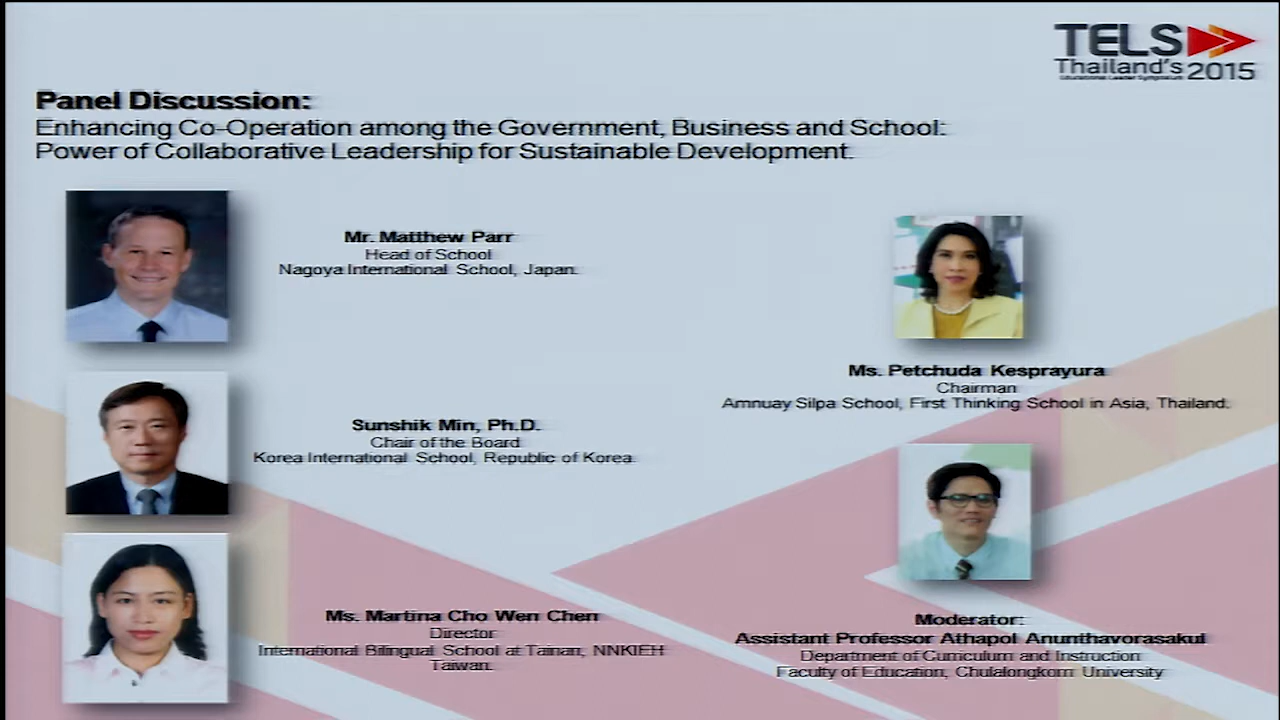 TELS
Thailand's 2015
Educational Leader Symposium
Panel Discussion:
Enhancing Co-Operation among the Government, Business and School:
Power of Collaborative Leadership for Sustainable Development.
Mr. Matthew Parr
Head of School
Nagoya International School, Japan.
Sunshik Min, Ph.D.
Chair of the Board
Korea International School, Republic of Korea
Ms. Martina Cho Wen Chen
Director
International Bilingual School at Tainan, NNKIEH
Taiwan.
Ms. Petchuda Kesprayura
Chairman
Amnuay Silpa School, First Thinking School in Asia, Thailand.
Moderator:
Assistant Professor Athapol Anunthavorasakul
Department of Curriculum and Instruction
Faculty of Education, Chulalongkorn University